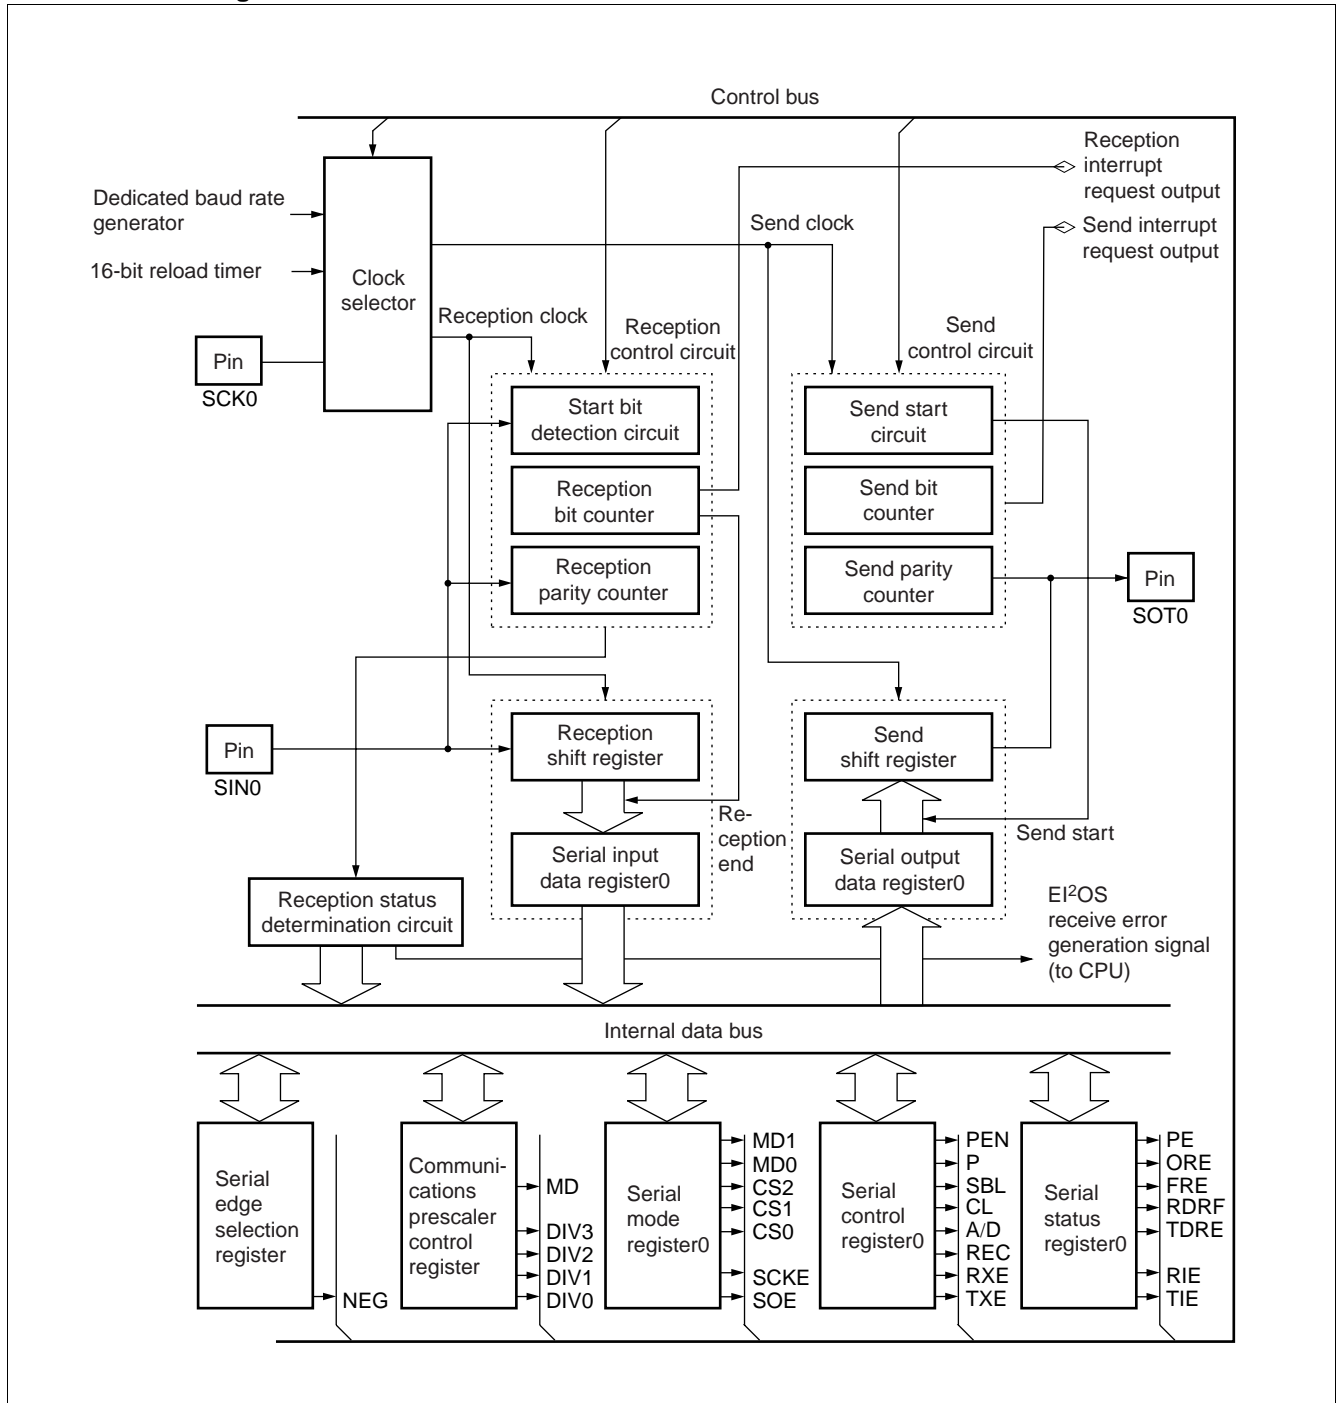 Control bus
Reception
interrupt
request output
Dedicated baud rate
generator
Send clock
Send interrupt
request output
16-bit reload timer
Clock
selector
Reception clock
Reception
control circuit
Send
control circuit
Pin
SCK0
Start bit
detection circuit
Send start
circuit
Reception
bit counter
Send bit
counter
Reception
parity counter
Send parity
counter
Pin
SOT0
Pin
SIN0
Reception
shift register
Send
shift register
Re-
ception
end
Send start
Serial input
data register0
Serial output
data register0
Reception status
determination circuit
EI²OS
receive error
generation signal
(to CPU)
Internal data bus
Serial
edge
selection
register
NEG
Communi-
cations
prescaler
control
register
MD
DIV3
DIV2
DIV1
DIV0
Serial
mode
register0
MD1
MD0
CS2
CS1
CS0
SCKE
SOE
Serial
control
register0
PEN
P
SBL
CL
A/D
REC
RXE
TXE
Serial
status
register0
PE
ORE
FRE
RDRF
TDRE
RIE
TIE